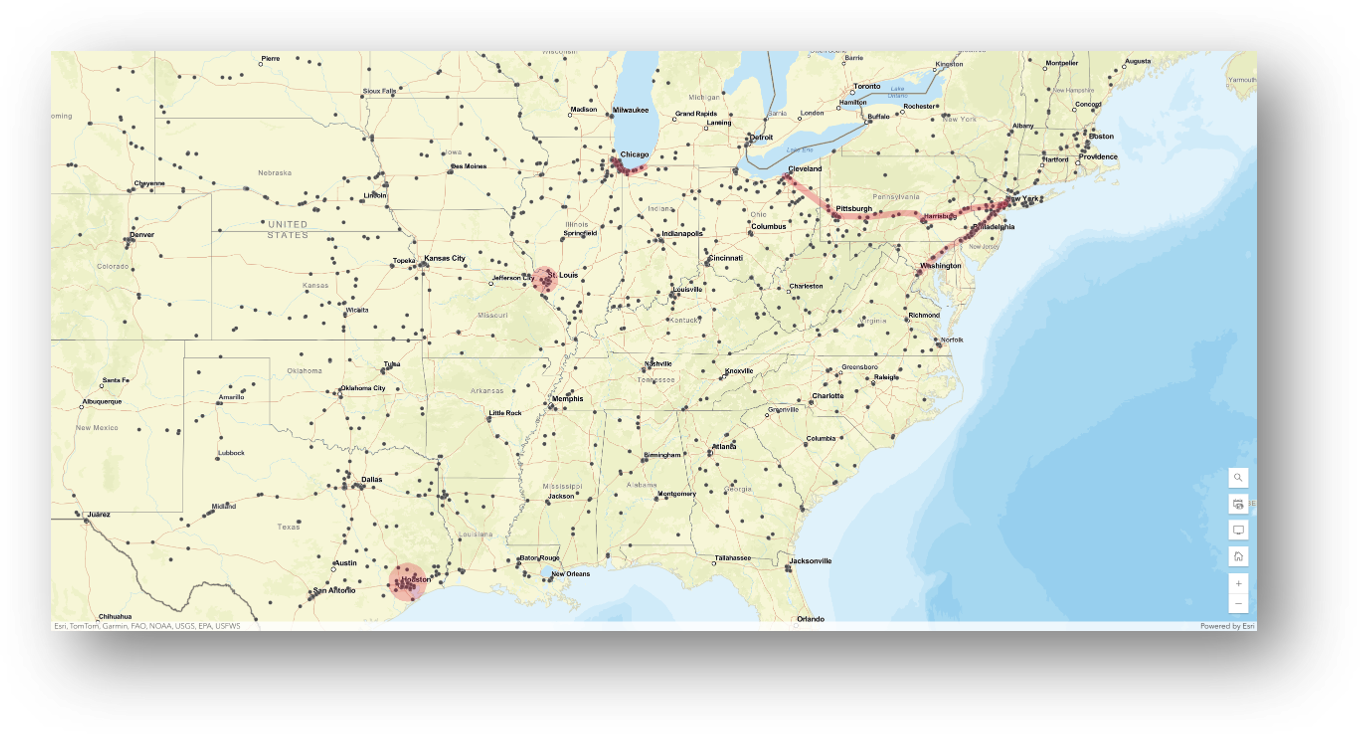 Wisconsin
Pierre
Barrie
Kingston
Montpelier
Augusta
Yarmouth
Sioux Falls
Toronto
Lake
Ontario
New Hampshire
oming
Madison
Milwaukee
Michigan
Grand Rapids
Lansing
Sarnia
London
Hamilton
Rochester
Buffalo
New York
Concord
Albany
Boston
Detroit
Lake Erie
Iowa
Chicago
Des Moines
Hartford
Providence
Nebraska
Cleveland
Cheyenne
Lincoln
Pennsylvania
New York
Illinois
Indiana
Ohio
Pittsburgh
Harrisburg
UNITED
STATES
Denver
Springfield
Indianapolis
Columbus
Philadelphia
New Jersey
Colorado
Topeka
Kansas City
Cincinnati
Washington
Jefferson City
St. Louis
Kansas
Louisville
Charleston
Wichita
Missouri
Kentucky
Virginia
Richmond
Norfolk
Santa Fe
Oklahoma
Tulsa
Nashville
Tennessee
Knoxville
Greensboro
Raleigh
Albuquerque
Amarillo
Oklahoma City
Arkansas
Memphis
Charlotte
Greenville
Little Rock
New Mexico
Lubbock
Birmingham
Atlanta
Columbia
Dallas
Mississippi
Alabama
Georgia
Jackson
Montgomery
Juárez
Midland
Texas
Louisiana
Austin
Baton Rouge
Tallahassee
Jacksonville
Houston
New Orleans
San Antonio
Chihuahua
Orlando
Esri, TomTom, Garmin, FAO, NOAA, USGS, EPA, USFWS
Powered by Esri